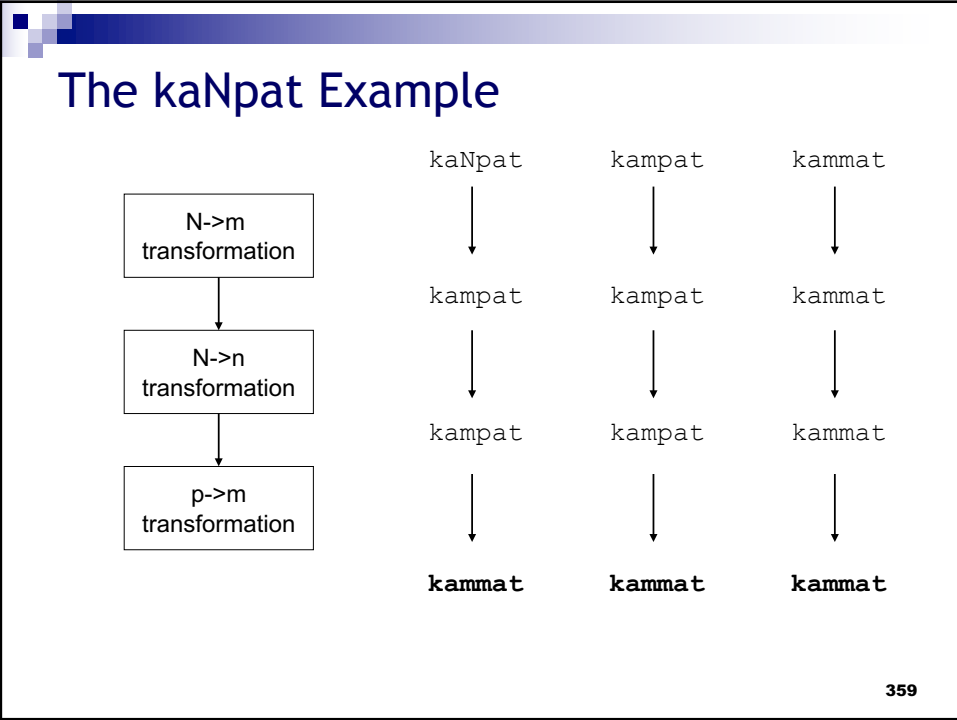 The kaNpat Example
kaNpat kampat kammat
N->m
transformation
kampat kampat kammat
N->n
transformation
kampat kampat kammat
p->m
transformation
kammat kammat kammat
359